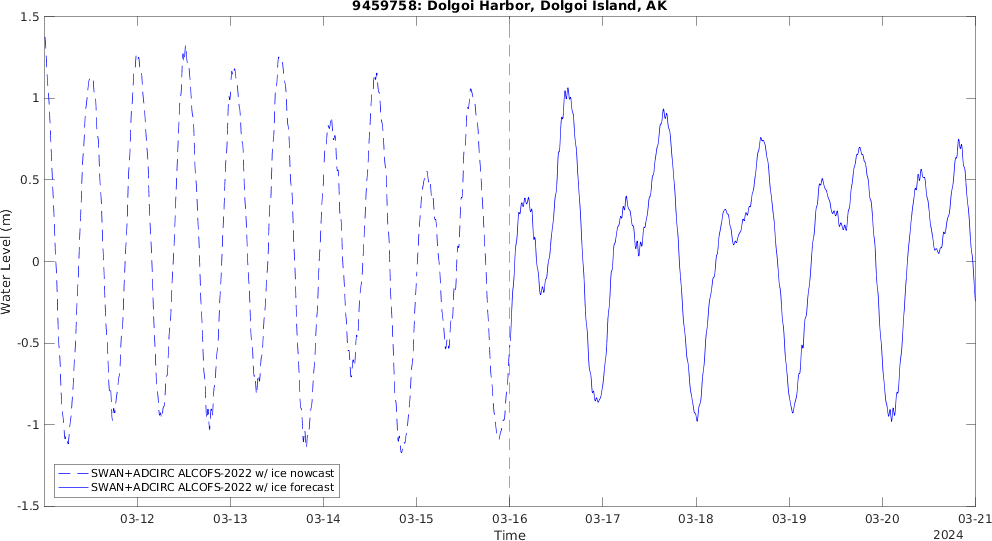 9459758: Dolgoi Harbor, Dolgoi Island, AK
1.5
1
0.5
0
-0.5
-1
-1.5
Water Level (m)
SWAN+ADCIRC ALCOFS-2022 w/ ice nowcast
SWAN+ADCIRC ALCOFS-2022 w/ ice forecast
03-12 03-13 03-14 03-15 03-16 03-17 03-18 03-19 03-20 03-21
Time
2024